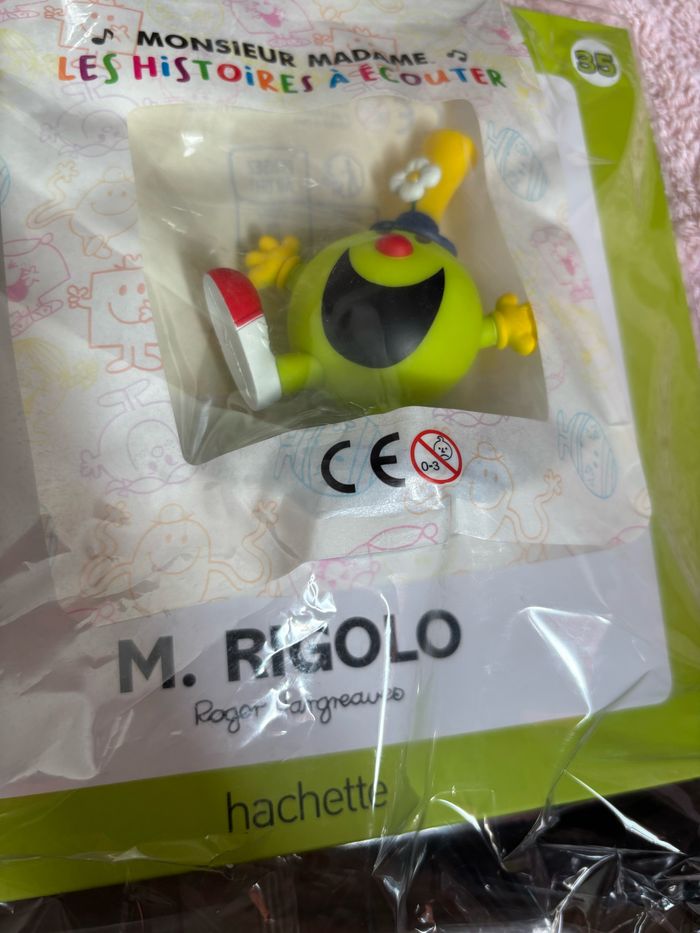 MONSIEUR MADAME
35
LES HISTOIRES À ÉCOUTER
CE
0-3
M. RIGOLO
Roger Hargreaves
hachette